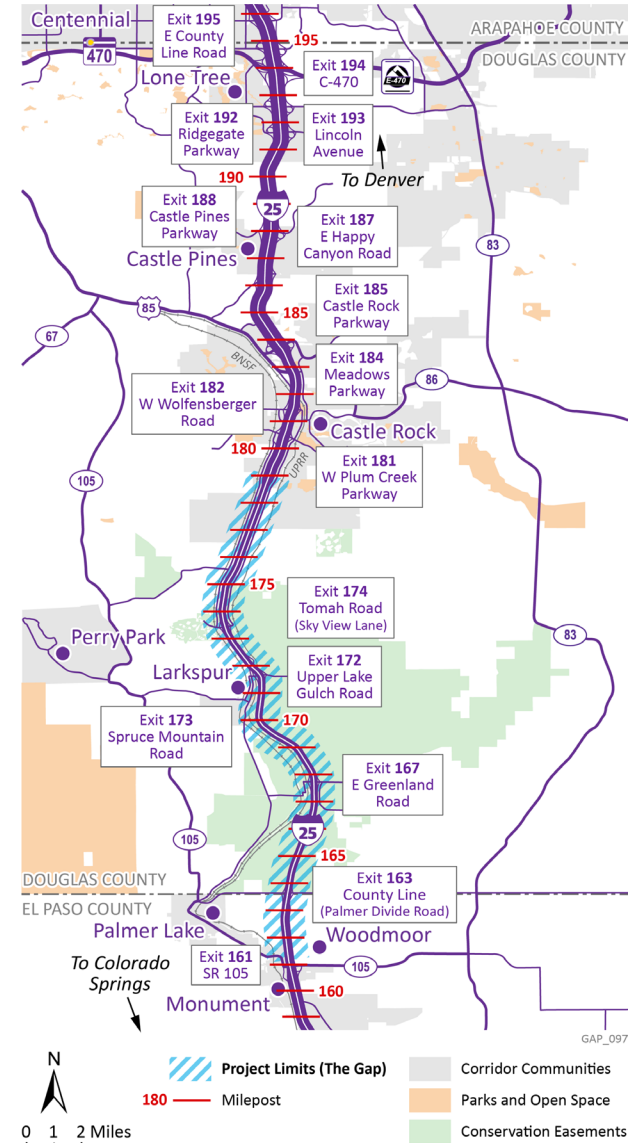 Centennial
Exit 195
E County
Line Road
195
ARAPAHOE COUNTY
DOUGLAS COUNTY
470
Lone Tree
Exit 194
C-470
E-470
Exit 192
Ridgegate
Parkway
Exit 193
Lincoln
Avenue
190
To Denver
Exit 188
Castle Pines
Parkway
25
Exit 187
E Happy
Canyon Road
83
Castle Pines
Exit 185
Castle Rock
Parkway
85
185
67
BNSF
Exit 184
Meadows
Parkway
86
Exit 182
W Wolfensberger
Road
Castle Rock
180
UPRR
Exit 181
W Plum Creek
Parkway
105
175
Exit 174
Tomah Road
(Sky View Lane)
83
Perry Park
Larkspur
Exit 172
Upper Lake
Gulch Road
170
Exit 173
Spruce Mountain
Road
Exit 167
E Greenland
Road
105
25
165
DOUGLAS COUNTY
EL PASO COUNTY
Exit 163
County Line
(Palmer Divide Road)
Palmer Lake
Woodmoor
Exit 161
SR 105
105
To Colorado
Springs
160
Monument
GAP_097
N
0 1 2 Miles
Project Limits (The Gap)
180 Milepost
Corridor Communities
Parks and Open Space
Conservation Easements